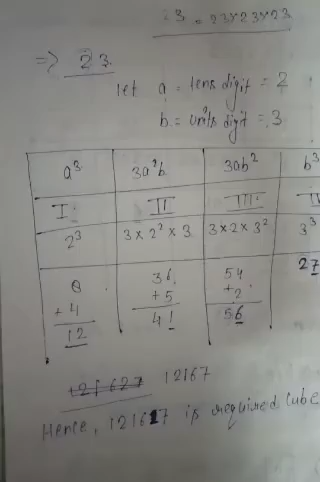 23 = 23×23×23
=> 23
let a = tens digit = 2
b = units digit = 3
a³ 3a²b 3ab² b³
I II III
2³ 3×2²×3 3×2×3² 3³
8 36 54 27
+4 +5 +2
12 41 56
121627 12167
Hence, 12167 is required cube